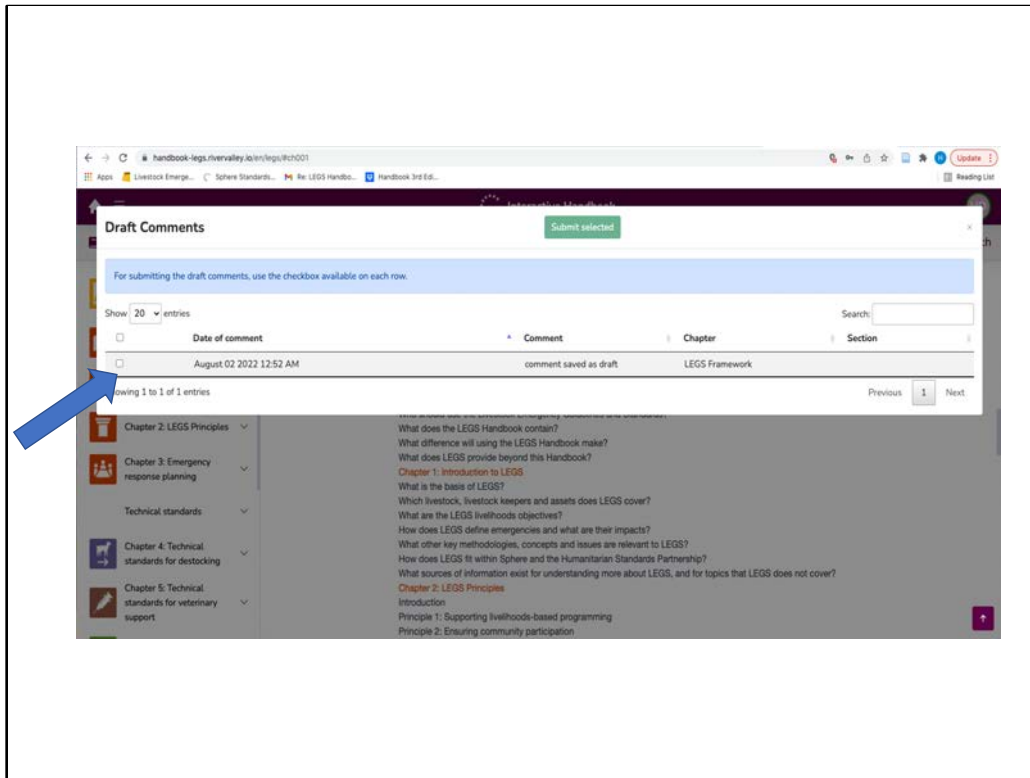 handbook-legs.rivervalley.io/en/legs/#ch001
Update
Apps Livestock Emerge... Sphere Standards... Re: LEGS Handbo... Handbook 3rd Edi... Reading List
Interactive Handbook
Draft Comments Submit selected ×
For submitting the draft comments, use the checkbox available on each row.
Show 20 entries Search:
Date of comment Comment Chapter Section
August 02 2022 12:52 AM comment saved as draft LEGS Framework
owing 1 to 1 of 1 entries Previous 1 Next
Chapter 2: LEGS Principles
Chapter 3: Emergency
response planning
Technical standards
Chapter 4: Technical
standards for destocking
Chapter 5: Technical
standards for veterinary
support
What does the LEGS Handbook contain?
What difference will using the LEGS Handbook make?
What does LEGS provide beyond this Handbook?
Chapter 1: Introduction to LEGS
What is the basis of LEGS?
Which livestock, livestock keepers and assets does LEGS cover?
What are the LEGS livelihoods objectives?
How does LEGS define emergencies and what are their impacts?
What other key methodologies, concepts and issues are relevant to LEGS?
How does LEGS fit within Sphere and the Humanitarian Standards Partnership?
What sources of information exist for understanding more about LEGS, and for topics that LEGS does not cover?
Chapter 2: LEGS Principles
Introduction
Principle 1: Supporting livelihoods-based programming
Principle 2: Ensuring community participation